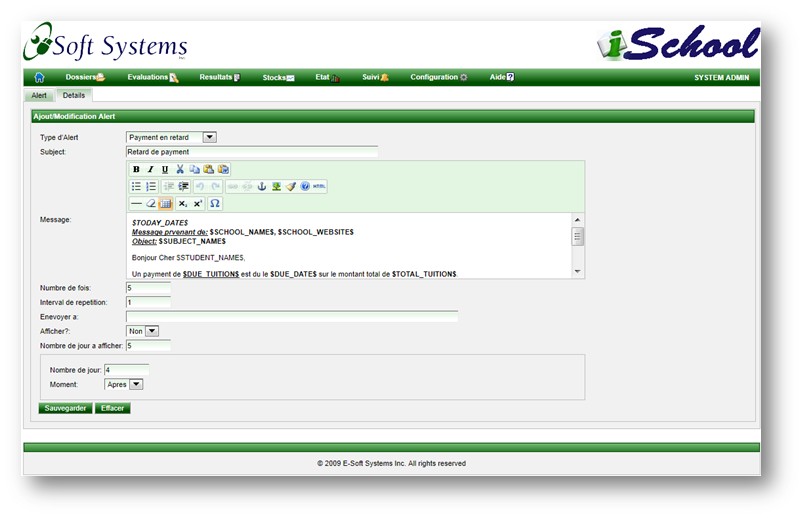 eSoft Systems Inc.
iSchool
Dossiers Evaluations Resultats Stocks Etat Suivi Configuration Aide SYSTEM ADMIN
Alert Details
Ajout/Modification Alert
Type d'Alert Payment en retard
Subject: Retard de payment
B I U
HTML
x₂ x² Ω
Message:
$TODAY_DATE$
Message prvenant de: $SCHOOL_NAME$, $SCHOOL_WEBSITE$
Object: $SUBJECT_NAME$
Bonjour Cher $STUDENT_NAME$,
Un payment de $DUE_TUITION$ est du le $DUE_DATE$ sur le montant total de $TOTAL_TUITION$.
Numbre de fois: 5
Interval de repetition: 1
Enevoyer a:
Afficher?: Non
Nombre de jour a afficher: 5
Nombre de jour: 4
Moment: Apres
Sauvegarder Effacer
© 2009 E-Soft Systems Inc. All rights reserved